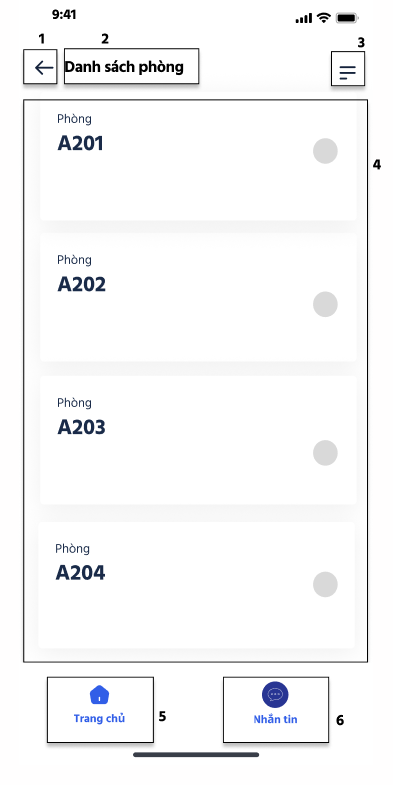 9:41
1
2
3
Danh sách phòng
Phòng
A201
4
Phòng
A202
Phòng
A203
Phòng
A204
Trang chủ
5
Nhắn tin
6